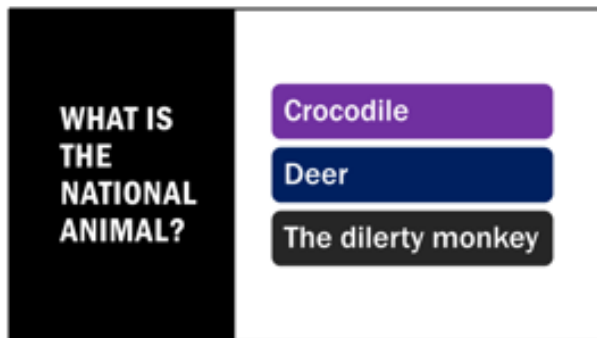 WHAT IS
THE
NATIONAL
ANIMAL?
Crocodile
Deer
The dilerty monkey